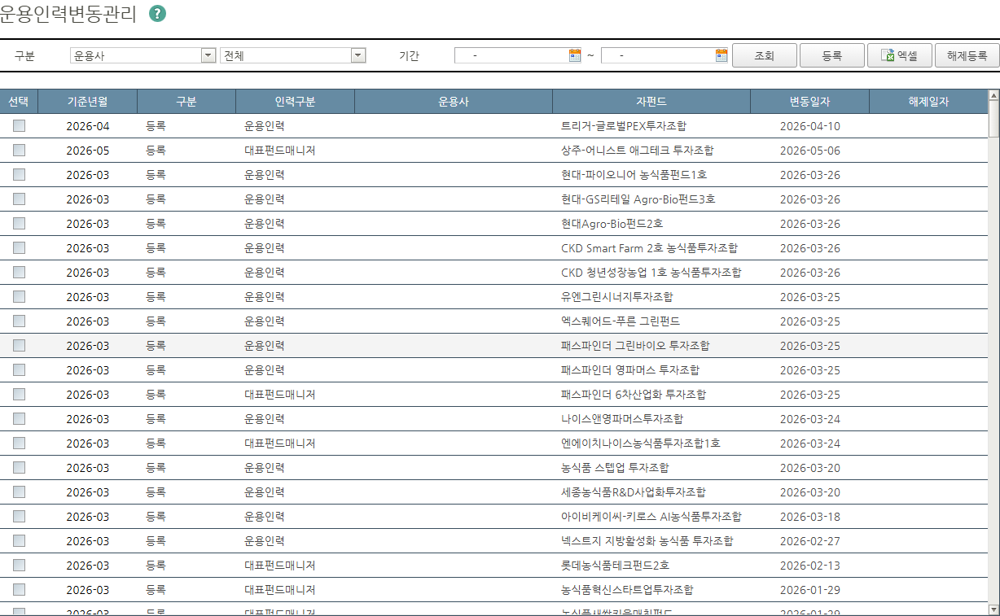 운용인력변동관리 ?
구분 운용사 전체 기간 - ~ - 조회 등록 엑셀 해제등록
선택 기준년월 구분 인력구분 운용사 자펀드 변동일자 해제일자
2026-04 등록 운용인력 트리거-글로벌PEX투자조합 2026-04-10
2026-05 등록 대표펀드매니저 상주-어니스트 애그테크 투자조합 2026-05-06
2026-03 등록 운용인력 현대-파이오니어 농식품펀드1호 2026-03-26
2026-03 등록 운용인력 현대-GS리테일 Agro-Bio펀드3호 2026-03-26
2026-03 등록 운용인력 현대Agro-Bio펀드2호 2026-03-26
2026-03 등록 운용인력 CKD Smart Farm 2호 농식품투자조합 2026-03-26
2026-03 등록 운용인력 CKD 청년성장농업 1호 농식품투자조합 2026-03-26
2026-03 등록 운용인력 유엔그린시너지투자조합 2026-03-25
2026-03 등록 운용인력 엑스퀘어드-푸른 그린펀드 2026-03-25
2026-03 등록 운용인력 패스파인더 그린바이오 투자조합 2026-03-25
2026-03 등록 운용인력 패스파인더 영파머스 투자조합 2026-03-25
2026-03 등록 대표펀드매니저 패스파인더 6차산업화 투자조합 2026-03-25
2026-03 등록 운용인력 나이스앤영파머스투자조합 2026-03-24
2026-03 등록 대표펀드매니저 엔에이치나이스농식품투자조합1호 2026-03-24
2026-03 등록 운용인력 농식품 스텝업 투자조합 2026-03-20
2026-03 등록 운용인력 세종농식품R&D사업화투자조합 2026-03-20
2026-03 등록 운용인력 아이비케이씨-키로스 AI농식품투자조합 2026-03-18
2026-03 등록 운용인력 넥스트지 지방활성화 농식품 투자조합 2026-02-27
2026-03 등록 대표펀드매니저 롯데농식품테크펀드2호 2026-02-13
2026-03 등록 대표펀드매니저 농식품혁신스타트업투자조합 2026-01-29
2026-03 등록 대표펀드매니저 2026-01-29